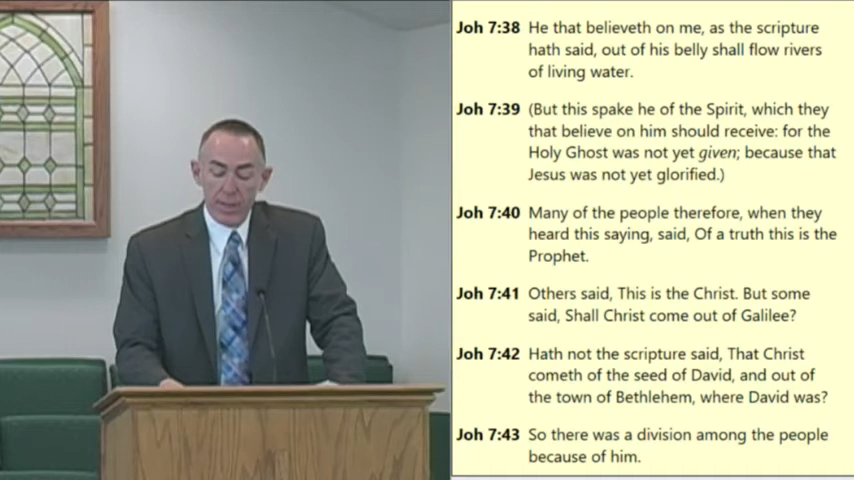 Joh 7:38 He that believeth on me, as the scripture
hath said, out of his belly shall flow rivers
of living water.
Joh 7:39 (But this spake he of the Spirit, which they
that believe on him should receive: for the
Holy Ghost was not yet given; because that
Jesus was not yet glorified.)
Joh 7:40 Many of the people therefore, when they
heard this saying, said, Of a truth this is the
Prophet.
Joh 7:41 Others said, This is the Christ. But some
said, Shall Christ come out of Galilee?
Joh 7:42 Hath not the scripture said, That Christ
cometh of the seed of David, and out of
the town of Bethlehem, where David was?
Joh 7:43 So there was a division among the people
because of him.